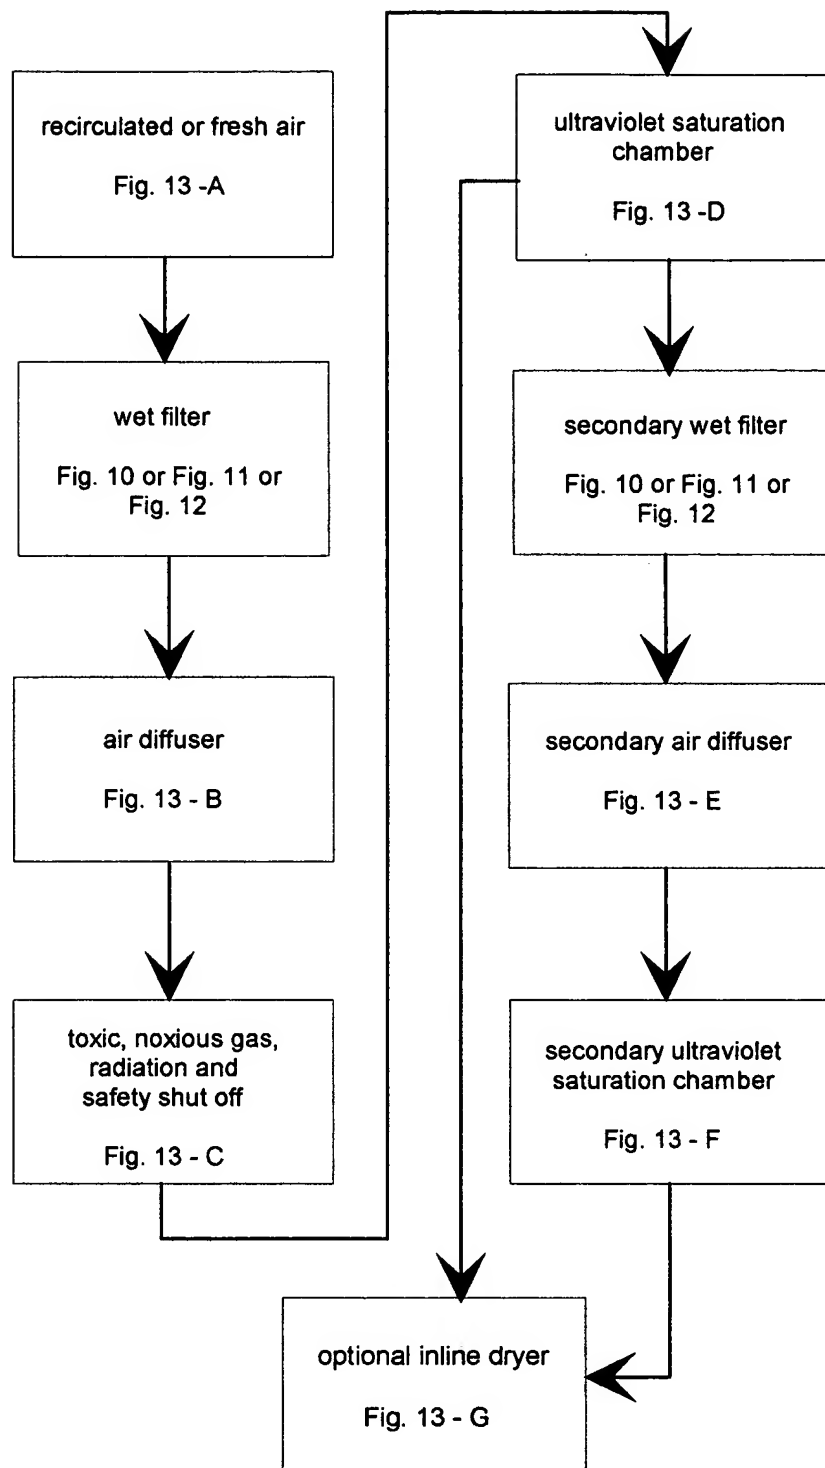 recirculated or fresh air
Fig. 13 -A
wet filter
Fig. 10 or Fig. 11 or
Fig. 12
air diffuser
Fig. 13 - B
toxic, noxious gas,
radiation and
safety shut off
Fig. 13 - C
ultraviolet saturation
chamber
Fig. 13 -D
secondary wet filter
Fig. 10 or Fig. 11 or
Fig. 12
secondary air diffuser
Fig. 13 - E
secondary ultraviolet
saturation chamber
Fig. 13 - F
optional inline dryer
Fig. 13 - G